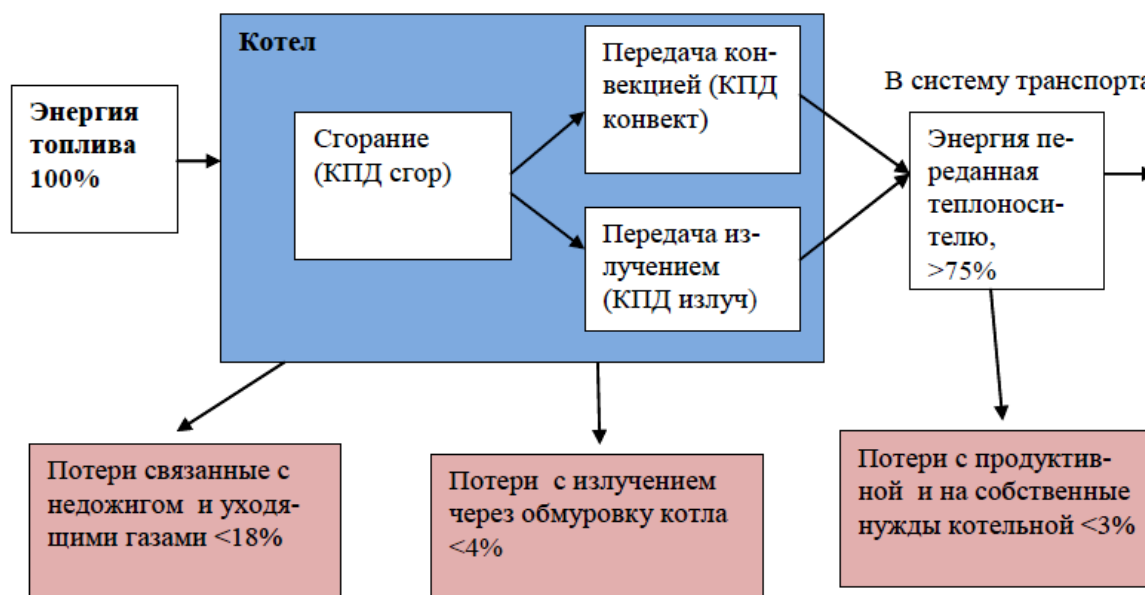 Котел
Энергия
топлива
100%
Сгорание
(КПД сгор)
Передача кон-
векцией (КПД
конвект)
Передача из-
лучением
(КПД излуч)
В систему транспорта
Энергия пе-
реданная
теплоноси-
телю,
>75%
Потери связанные с
недожигом и уходя-
щими газами <18%
Потери с излучением
через обмуровку котла
<4%
Потери с продуктив-
ной и на собственные
нужды котельной <3%